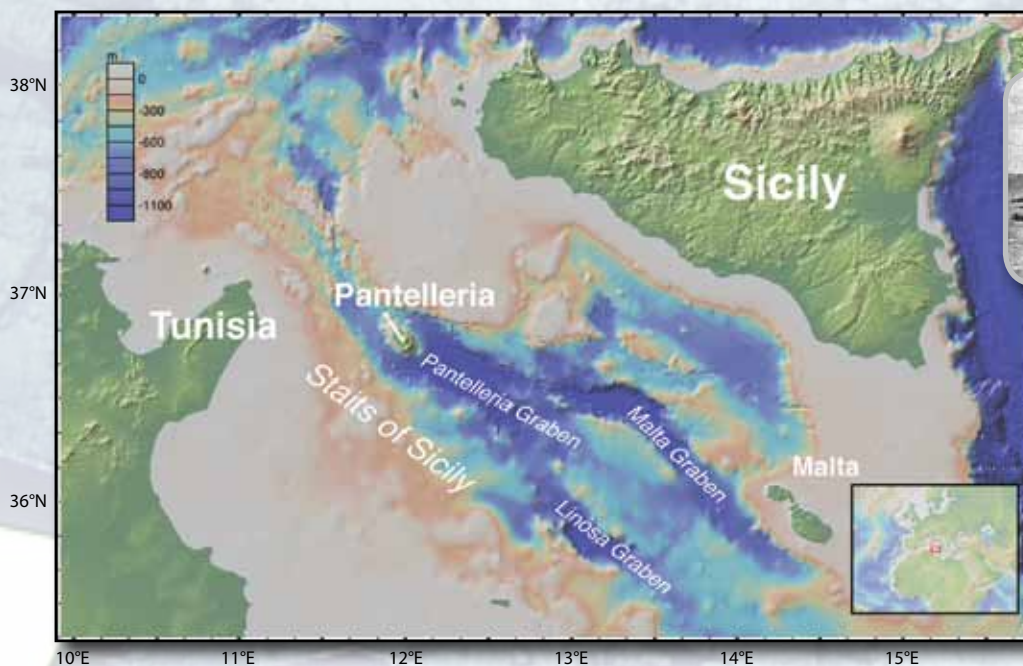 m
0
-300
-600
-800
-1100
38°N
37°N
36°N
Sicily
Pantelleria
Tunisia
Pantelleria Graben
Staits of Sicily
Malta Graben
Malta
Linosa Graben
10°E
11°E
12°E
13°E
14°E
15°E